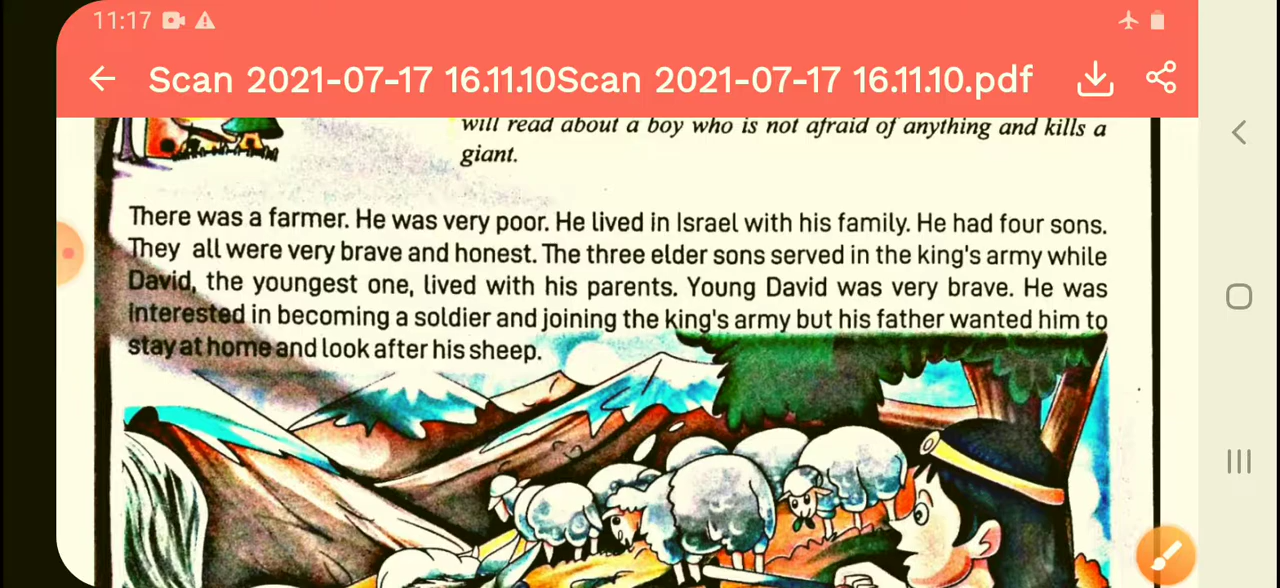 11:17
Scan 2021-07-17 16.11.10Scan 2021-07-17 16.11.10.pdf
will read about a boy who is not afraid of anything and kills a
giant.
There was a farmer. He was very poor. He lived in Israel with his family. He had four sons.
They all were very brave and honest. The three elder sons served in the king's army while
David, the youngest one, lived with his parents. Young David was very brave. He was
interested in becoming a soldier and joining the king's army but his father wanted him to
stay at home and look after his sheep.